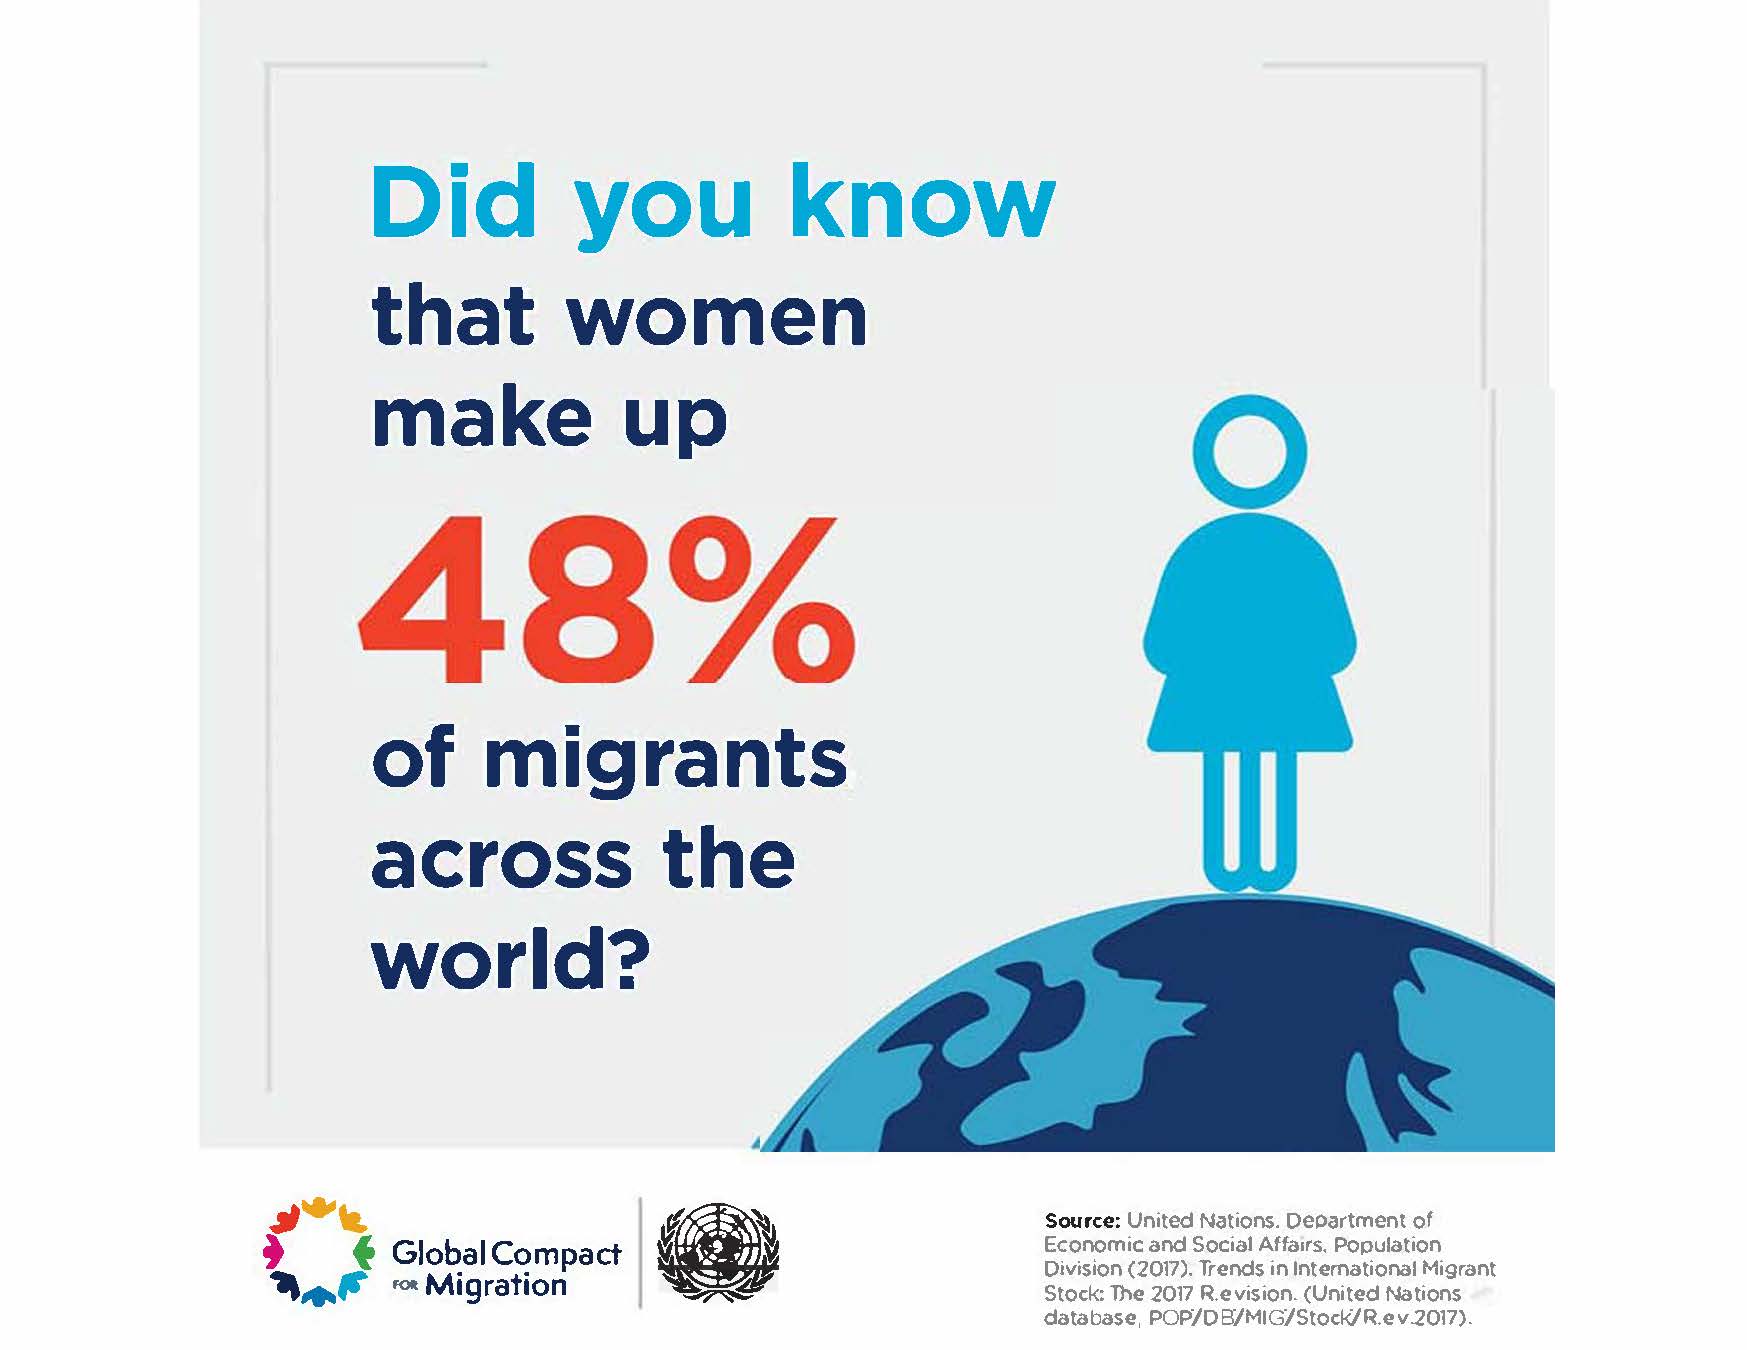 Did you know
that women
make up
48%
of migrants
across the
world?
Global Compact
FOR Migration
Source: United Nations. Department of
Economic and Social Affairs, Population
Division (2017). Trends in International Migrant
Stock: The 2017 R.evision. (United Nations
database, POP/DB/MIG/Stock/R.ev.2017).